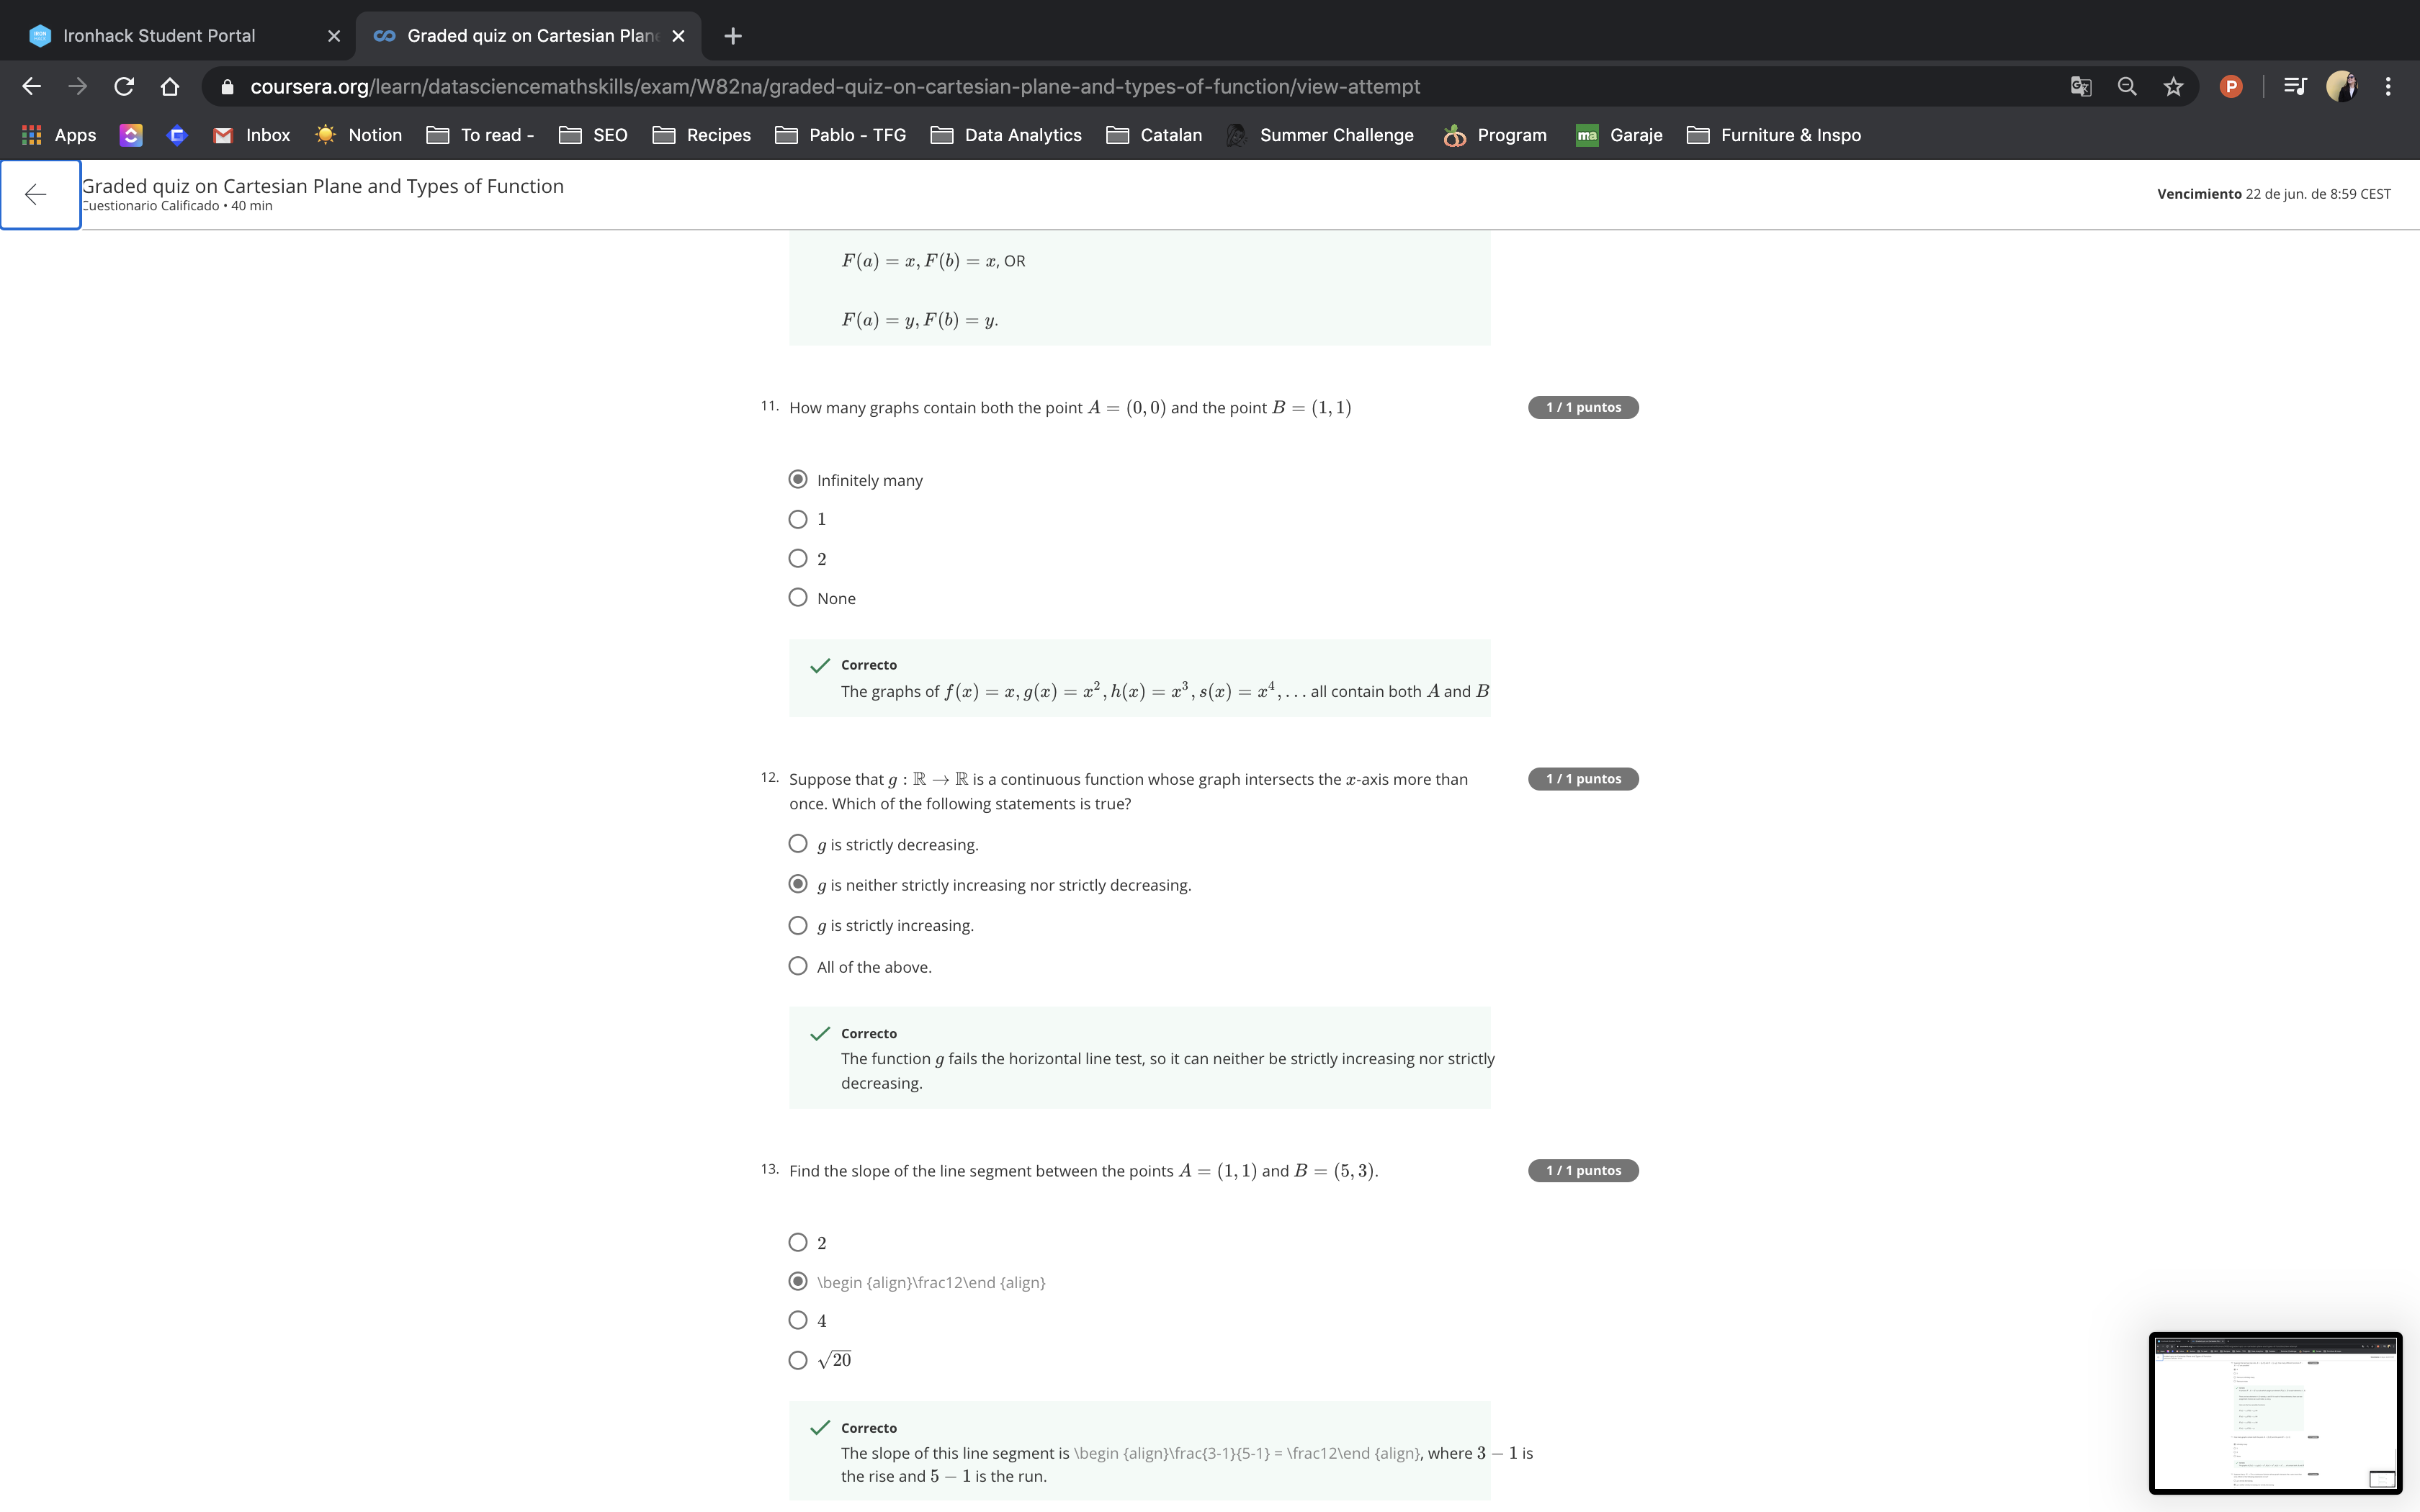 Ironhack Student Portal
Graded quiz on Cartesian Plan
coursera.org/learn/datasciencemathskills/exam/W82na/graded-quiz-on-cartesian-plane-and-types-of-function/view-attempt
P
Apps Inbox Notion To read - SEO Recipes Pablo - TFG Data Analytics Catalan Summer Challenge Program ma Garaje Furniture & Inspo
Graded quiz on Cartesian Plane and Types of Function
Cuestionario Calificado • 40 min
Vencimiento 22 de jun. de 8:59 CEST
F(a) = x, F(b) = x, OR
F(a) = y, F(b) = y.
11. How many graphs contain both the point A = (0, 0) and the point B = (1, 1) 1 / 1 puntos
Infinitely many
1
2
None
Correcto
The graphs of f(x) = x, g(x) = x², h(x) = x³, s(x) = x⁴, ... all contain both A and B
12. Suppose that g : ℝ → ℝ is a continuous function whose graph intersects the x-axis more than 1 / 1 puntos
once. Which of the following statements is true?
g is strictly decreasing.
g is neither strictly increasing nor strictly decreasing.
g is strictly increasing.
All of the above.
Correcto
The function g fails the horizontal line test, so it can neither be strictly increasing nor strictly
decreasing.
13. Find the slope of the line segment between the points A = (1, 1) and B = (5, 3). 1 / 1 puntos
2
\begin {align}\frac12\end {align}
4
√20
Correcto
The slope of this line segment is \begin {align}\frac{3-1}{5-1} = \frac12\end {align}, where 3 − 1 is
the rise and 5 − 1 is the run.